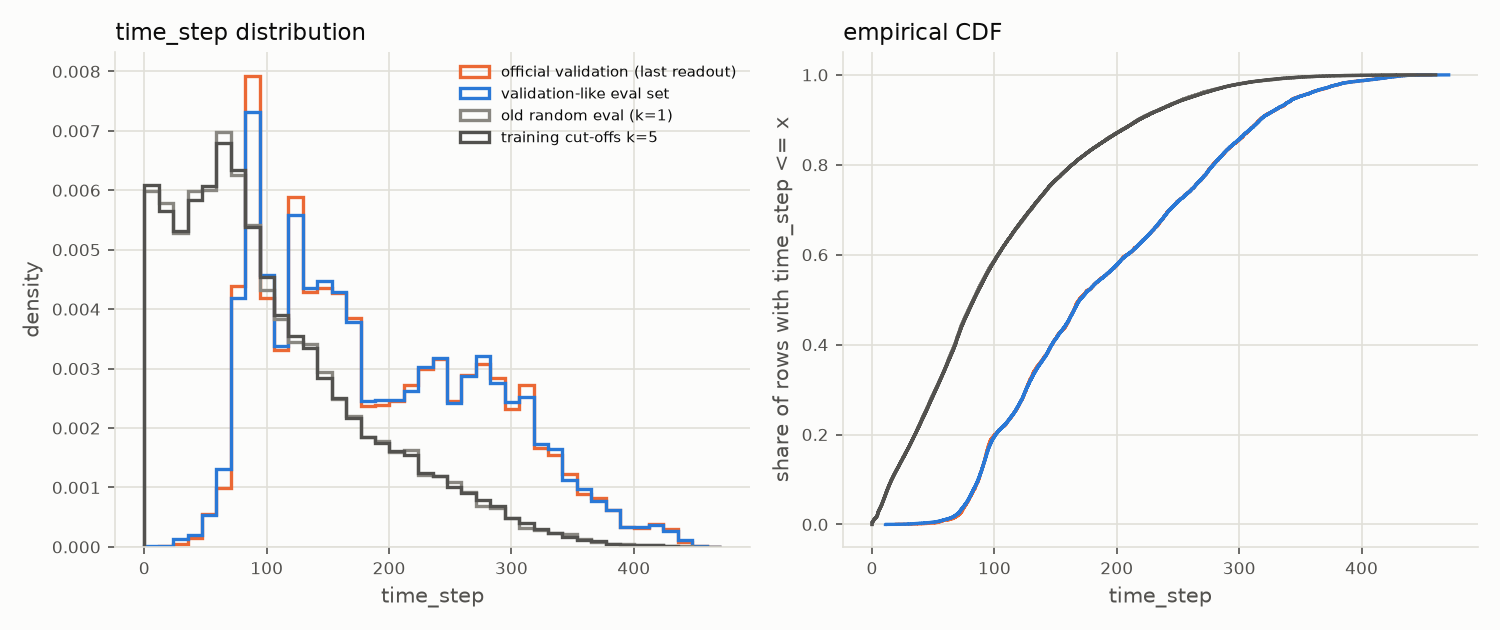 time_step distribution
official validation (last readout)
validation-like eval set
old random eval (k=1)
training cut-offs k=5
density
0.008
0.007
0.006
0.005
0.004
0.003
0.002
0.001
0.000
0
100
200
300
400
time_step
empirical CDF
share of rows with time_step <= x
1.0
0.8
0.6
0.4
0.2
0.0
0
100
200
300
400
time_step